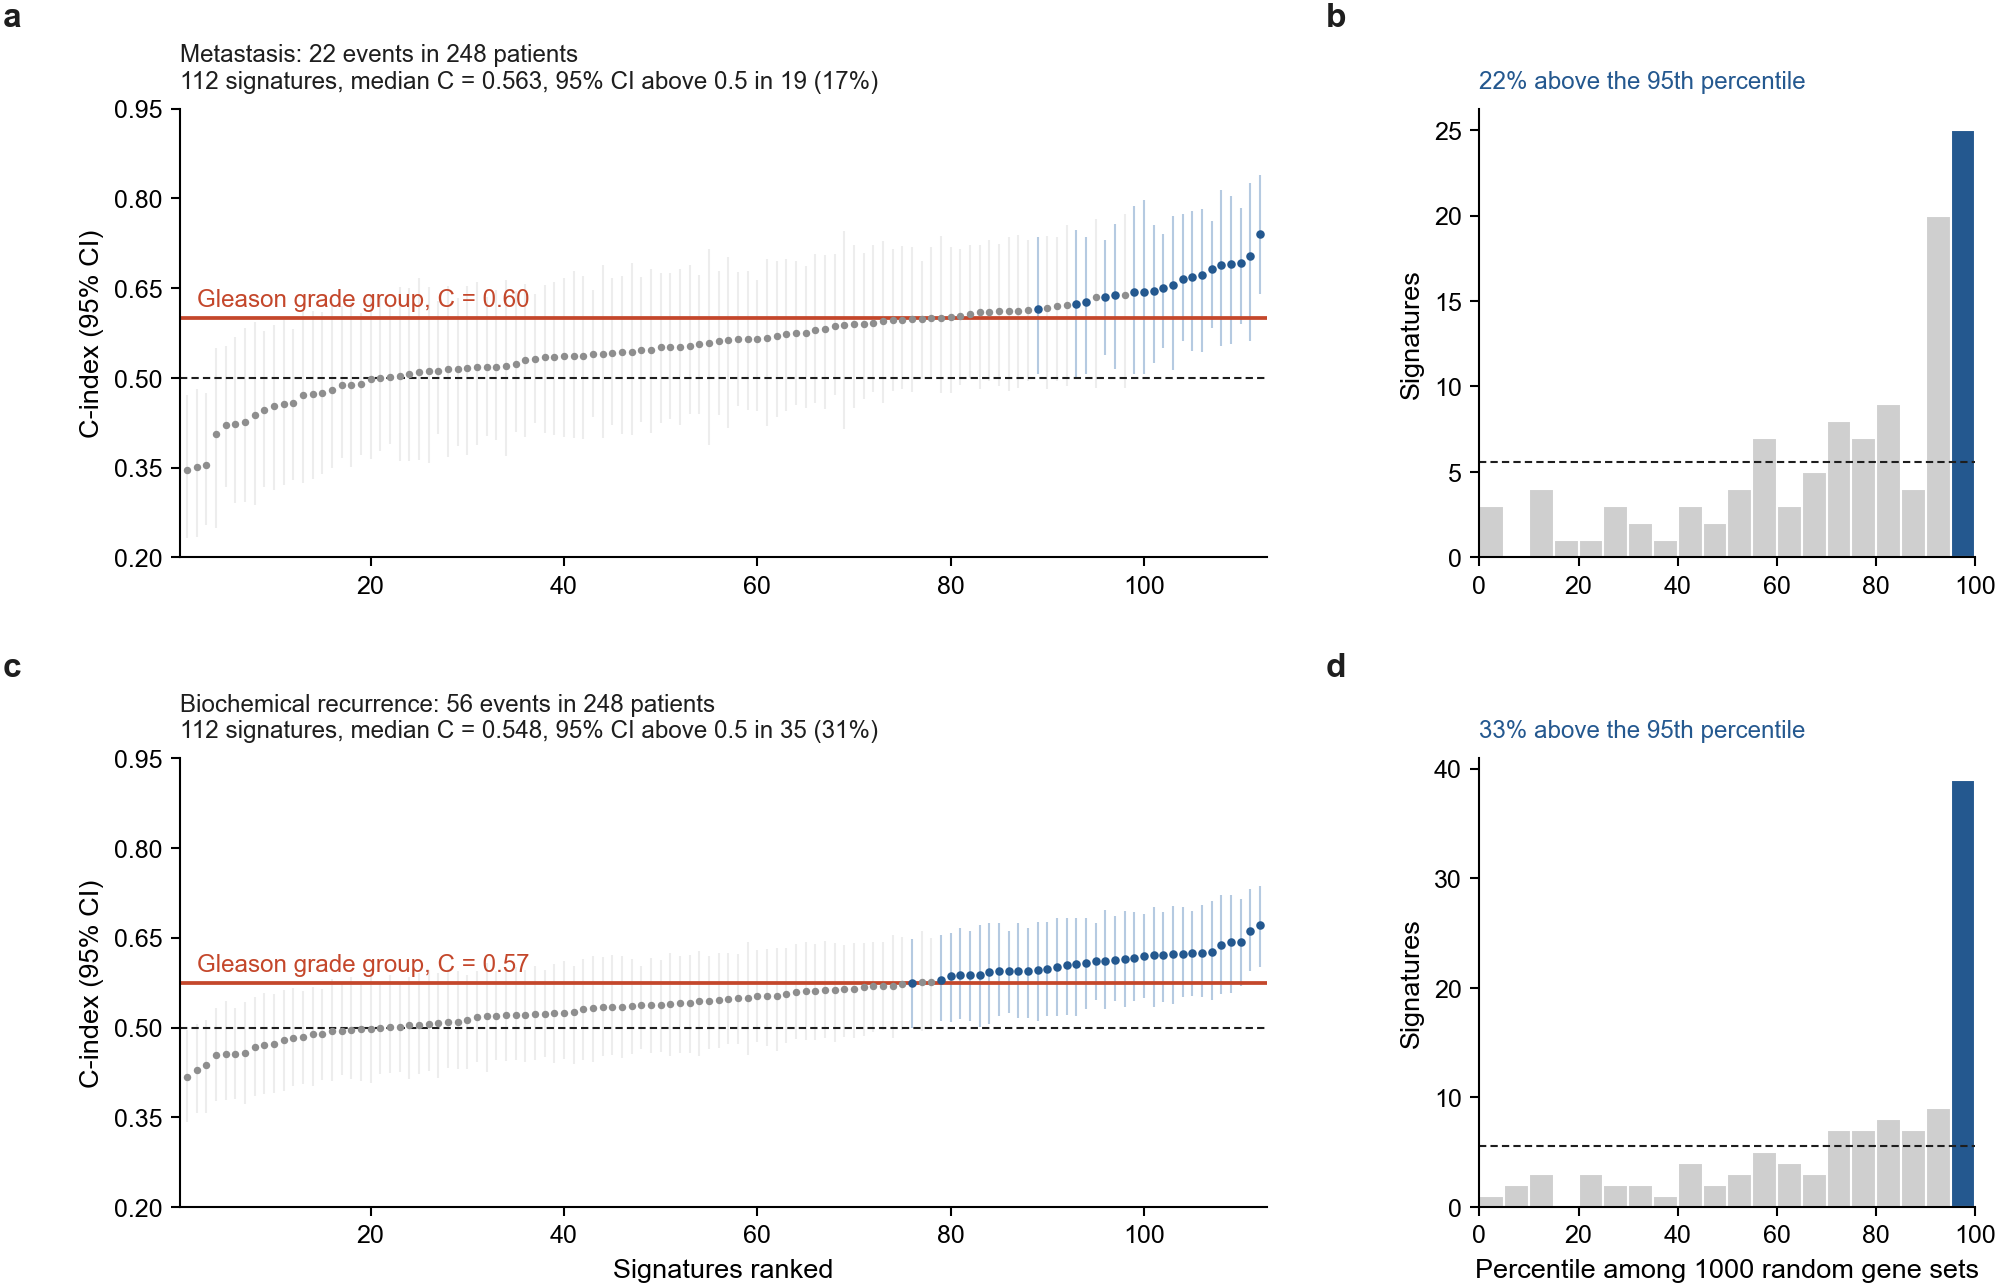 a
Metastasis: 22 events in 248 patients
112 signatures, median C = 0.563, 95% CI above 0.5 in 19 (17%)
0.95
0.80
0.65
0.50
0.35
0.20
C-index (95% CI)
Gleason grade group, C = 0.60
20
40
60
80
100
b
22% above the 95th percentile
25
20
15
10
5
0
Signatures
0
20
40
60
80
100
c
Biochemical recurrence: 56 events in 248 patients
112 signatures, median C = 0.548, 95% CI above 0.5 in 35 (31%)
0.95
0.80
0.65
0.50
0.35
0.20
C-index (95% CI)
Gleason grade group, C = 0.57
20
40
60
80
100
Signatures ranked
d
33% above the 95th percentile
40
30
20
10
0
Signatures
0
20
40
60
80
100
Percentile among 1000 random gene sets